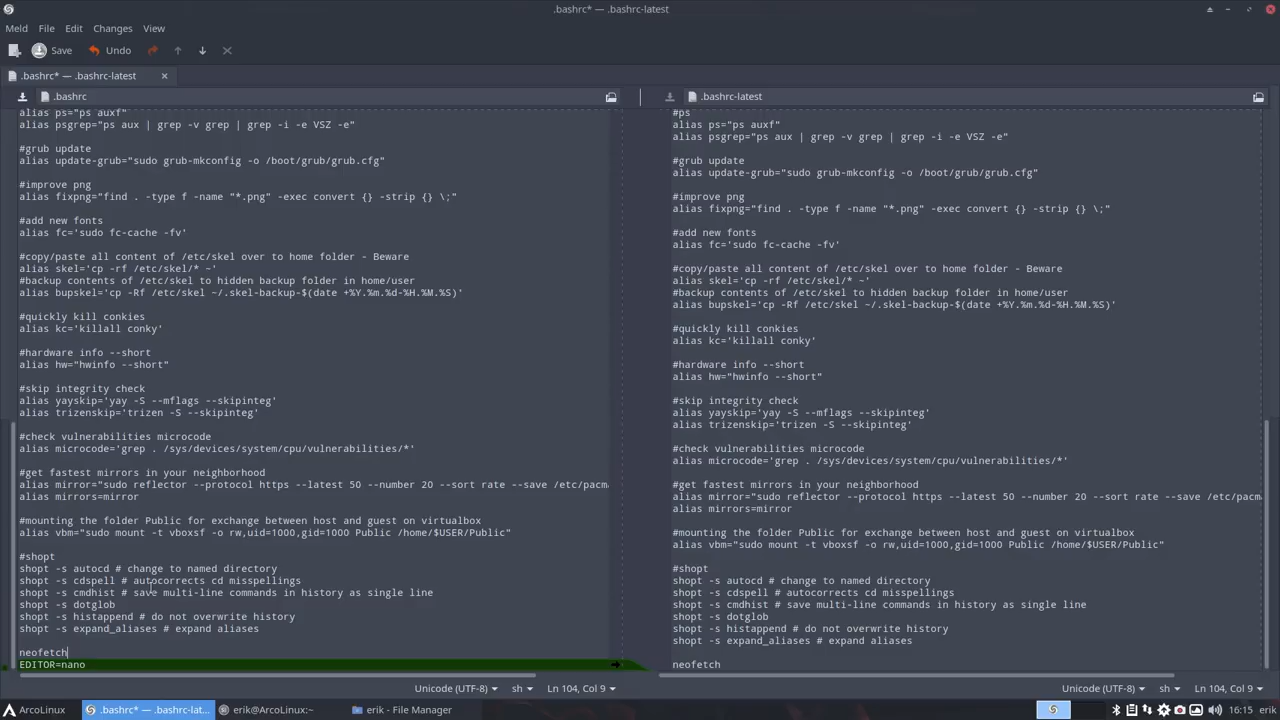 .bashrc* — .bashrc-latest
Meld File Edit Changes View
Save Undo
.bashrc* — .bashrc-latest
.bashrc
alias ps="ps auxf"
alias psgrep="ps aux | grep -v grep | grep -i -e VSZ -e"
#grub update
alias update-grub="sudo grub-mkconfig -o /boot/grub/grub.cfg"
#improve png
alias fixpng="find . -type f -name "*.png" -exec convert {} -strip {} \;"
#add new fonts
alias fc='sudo fc-cache -fv'
#copy/paste all content of /etc/skel over to home folder - Beware
alias skel='cp -rf /etc/skel/* ~'
#backup contents of /etc/skel to hidden backup folder in home/user
alias bupskel='cp -Rf /etc/skel ~/.skel-backup-$(date +%Y.%m.%d-%H.%M.%S)'
#quickly kill conkies
alias kc='killall conky'
#hardware info --short
alias hw="hwinfo --short"
#skip integrity check
alias yayskip='yay -S --mflags --skipinteg'
alias trizenskip='trizen -S --skipinteg'
#check vulnerabilities microcode
alias microcode='grep . /sys/devices/system/cpu/vulnerabilities/*'
#get fastest mirrors in your neighborhood
alias mirror="sudo reflector --protocol https --latest 50 --number 20 --sort rate --save /etc/pacm
alias mirrors=mirror
#mounting the folder Public for exchange between host and guest on virtualbox
alias vbm="sudo mount -t vboxsf -o rw,uid=1000,gid=1000 Public /home/$USER/Public"
#shopt
shopt -s autocd # change to named directory
shopt -s cdspell # autocorrects cd misspellings
shopt -s cmdhist # save multi-line commands in history as single line
shopt -s dotglob
shopt -s histappend # do not overwrite history
shopt -s expand_aliases # expand aliases
neofetch
EDITOR=nano
Unicode (UTF-8) sh Ln 104, Col 9
.bashrc-latest
#ps
alias ps="ps auxf"
alias psgrep="ps aux | grep -v grep | grep -i -e VSZ -e"
#grub update
alias update-grub="sudo grub-mkconfig -o /boot/grub/grub.cfg"
#improve png
alias fixpng="find . -type f -name "*.png" -exec convert {} -strip {} \;"
#add new fonts
alias fc='sudo fc-cache -fv'
#copy/paste all content of /etc/skel over to home folder - Beware
alias skel='cp -rf /etc/skel/* ~'
#backup contents of /etc/skel to hidden backup folder in home/user
alias bupskel='cp -Rf /etc/skel ~/.skel-backup-$(date +%Y.%m.%d-%H.%M.%S)'
#quickly kill conkies
alias kc='killall conky'
#hardware info --short
alias hw="hwinfo --short"
#skip integrity check
alias yayskip='yay -S --mflags --skipinteg'
alias trizenskip='trizen -S --skipinteg'
#check vulnerabilities microcode
alias microcode='grep . /sys/devices/system/cpu/vulnerabilities/*'
#get fastest mirrors in your neighborhood
alias mirror="sudo reflector --protocol https --latest 50 --number 20 --sort rate --save /etc/pacm
alias mirrors=mirror
#mounting the folder Public for exchange between host and guest on virtualbox
alias vbm="sudo mount -t vboxsf -o rw,uid=1000,gid=1000 Public /home/$USER/Public"
#shopt
shopt -s autocd # change to named directory
shopt -s cdspell # autocorrects cd misspellings
shopt -s cmdhist # save multi-line commands in history as single line
shopt -s dotglob
shopt -s histappend # do not overwrite history
shopt -s expand_aliases # expand aliases
neofetch
Unicode (UTF-8) sh Ln 104, Col 9
ArcoLinux .bashrc* — .bashrc-lat... erik@ArcoLinux:~ erik - File Manager 16:15 erik